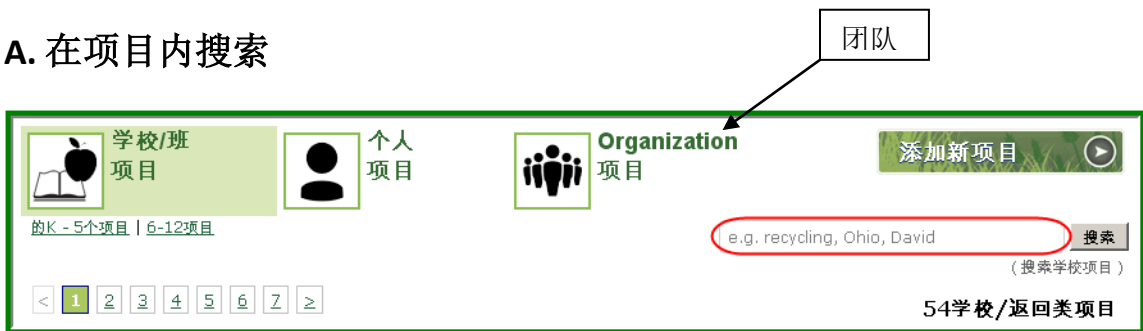 团队
A. 在项目内搜索
学校/班
项目
个人
项目
Organization
项目
添加新项目
的K - 5个项目 | 6-12项目
e.g. recycling, Ohio, David
搜索
(搜索学校项目)
< 1 2 3 4 5 6 7 >
54学校/返回类项目